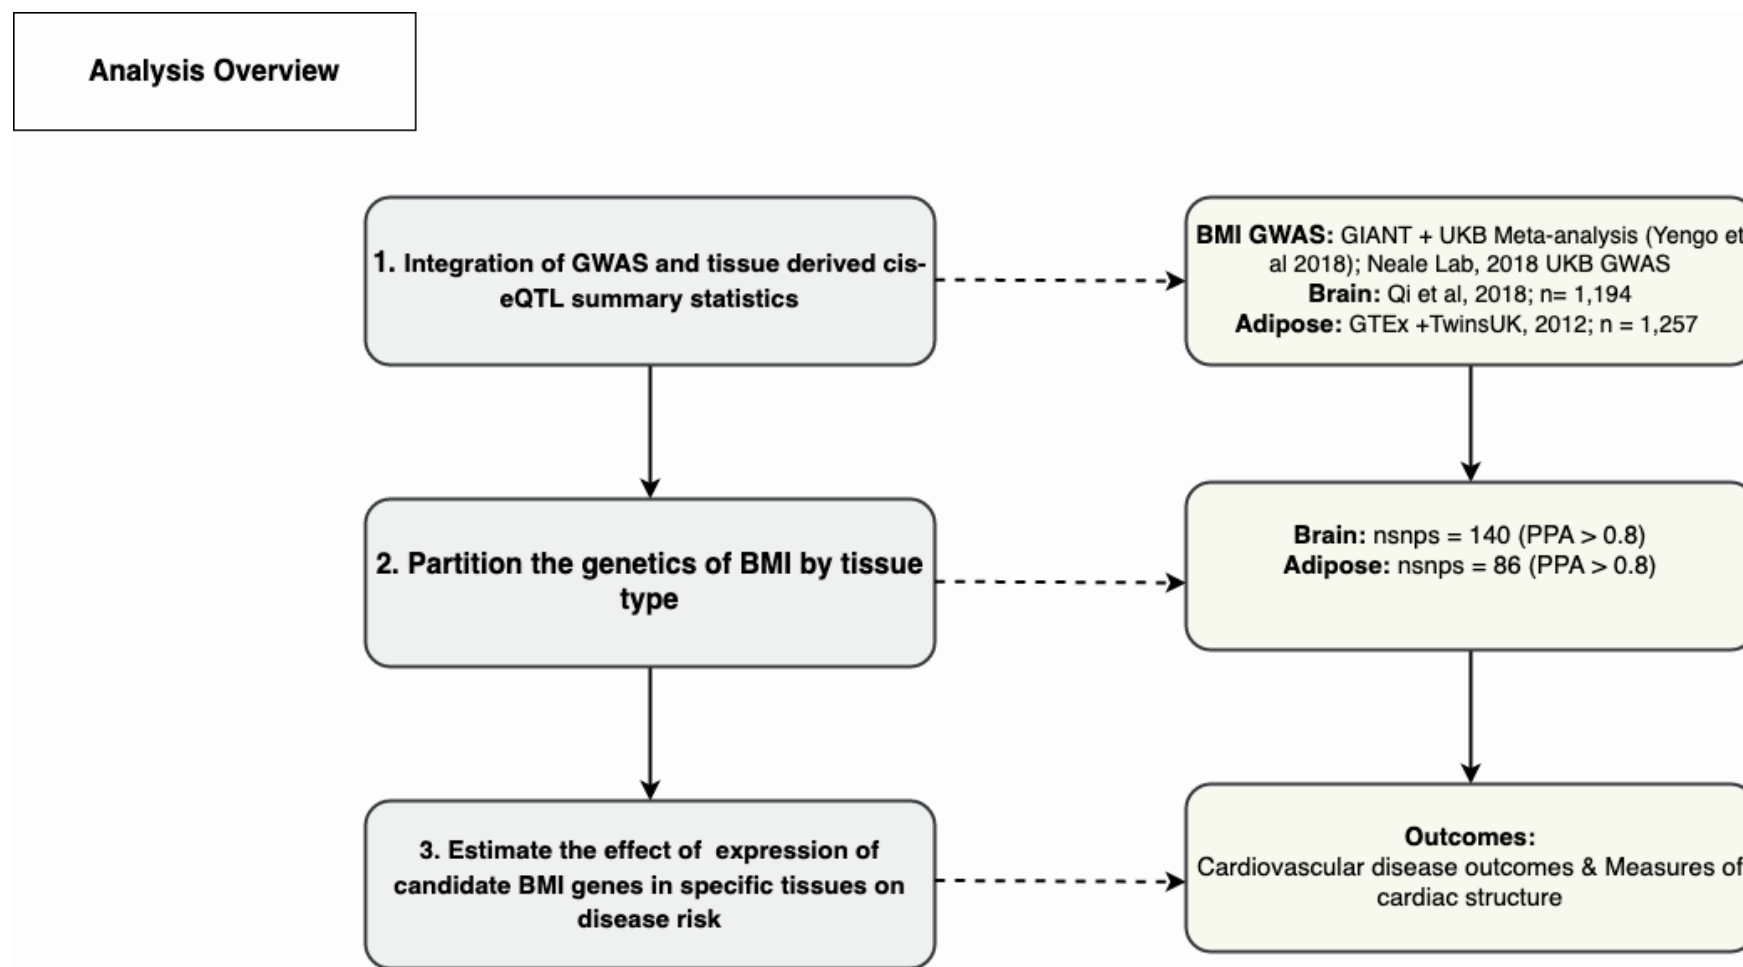 Analysis Overview
1. Integration of GWAS and tissue derived cis-
eQTL summary statistics
BMI GWAS: GIANT + UKB Meta-analysis (Yengo et
al 2018); Neale Lab, 2018 UKB GWAS
Brain: Qi et al, 2018; n= 1,194
Adipose: GTEx +TwinsUK, 2012; n = 1,257
2. Partition the genetics of BMI by tissue
type
Brain: nsnps = 140 (PPA > 0.8)
Adipose: nsnps = 86 (PPA > 0.8)
3. Estimate the effect of  expression of
candidate BMI genes in specific tissues on
disease risk
Outcomes:
Cardiovascular disease outcomes & Measures of
cardiac structure